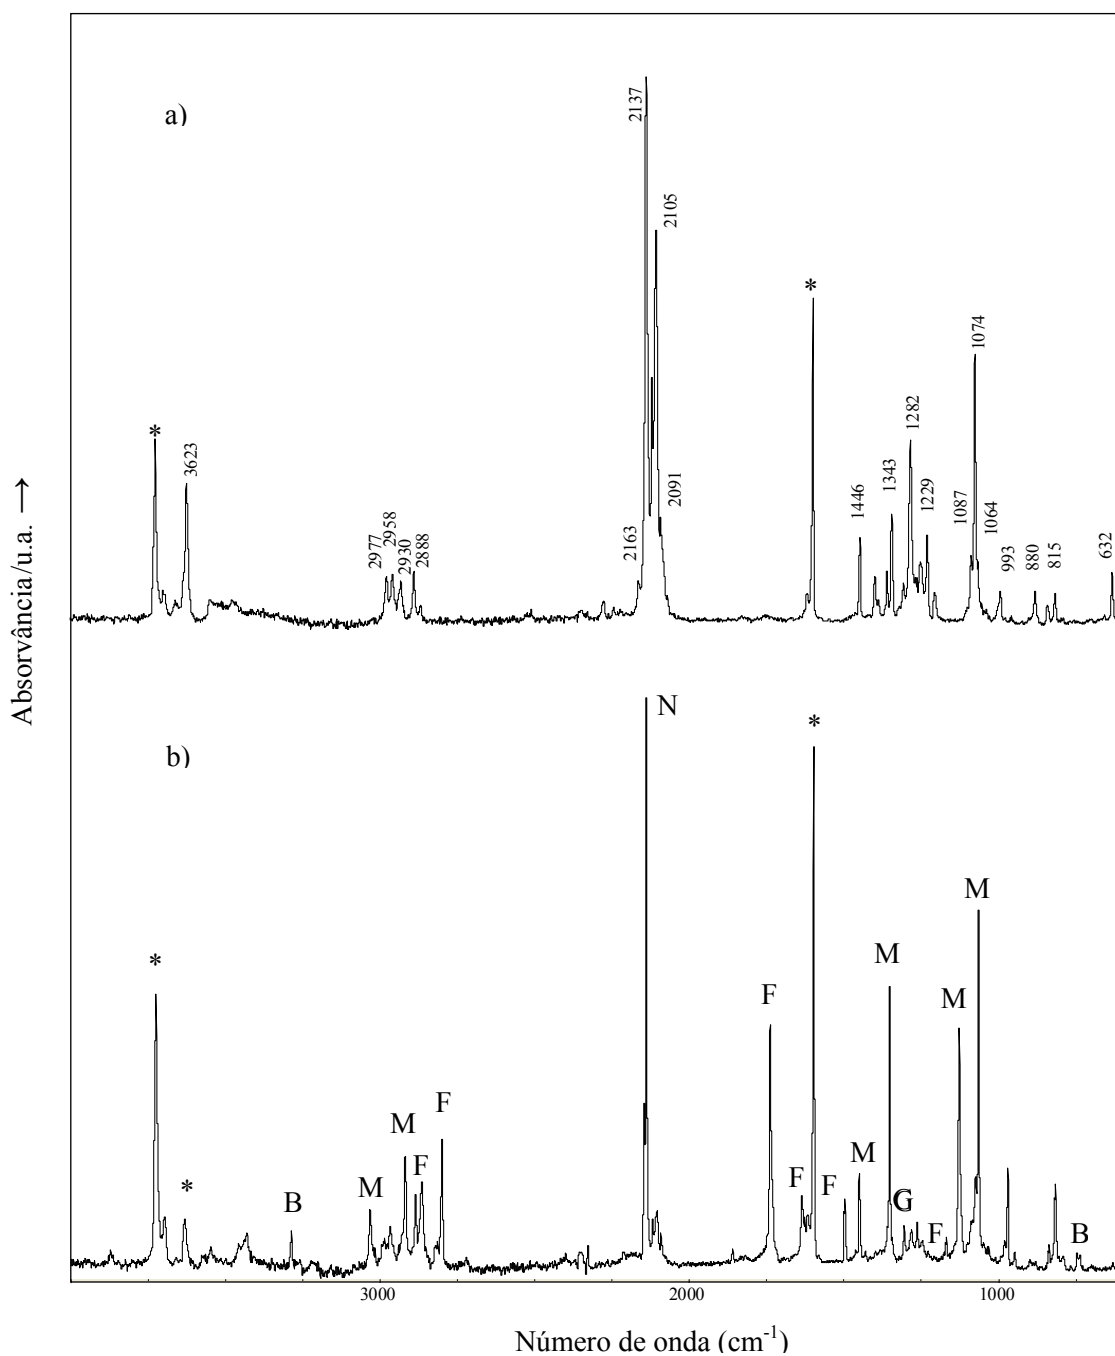 a)
2137
2105
*
1074
*
3623
1282
1446
1343
1229
1087
1064
2091
2163
2977
2958
2930
2888
993
880
815
632
Absorvância/u.a. →
N
*
b)
M
*
F
M
M
F
M
F
*
B
M
F
F
F
M
G
F
B
3000
2000
1000
Número de onda (cm⁻¹)